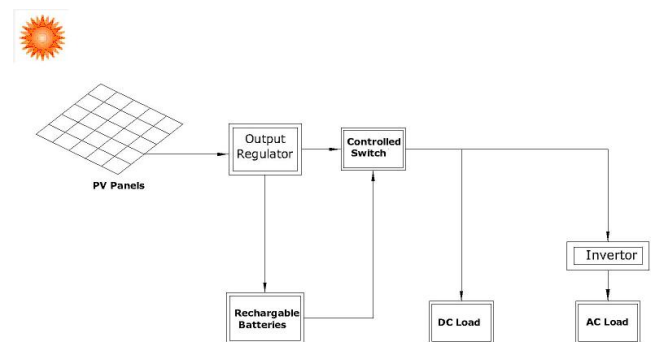 Output
Regulator
Controlled
Switch
PV Panels
Invertor
Rechargable
Batteries
DC Load
AC Load